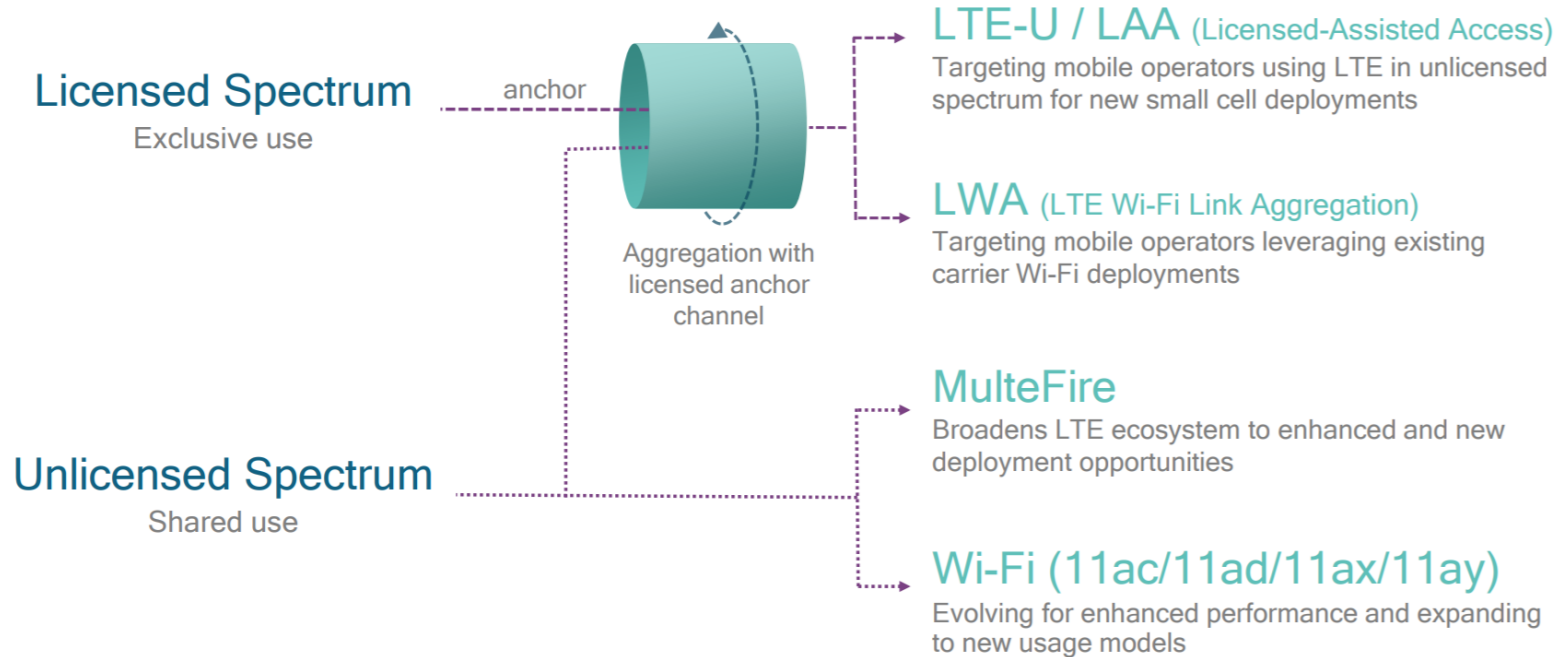 Licensed Spectrum
Exclusive use
anchor
Aggregation with
licensed anchor
channel
Unlicensed Spectrum
Shared use
LTE-U / LAA (Licensed-Assisted Access)
Targeting mobile operators using LTE in unlicensed
spectrum for new small cell deployments
LWA (LTE Wi-Fi Link Aggregation)
Targeting mobile operators leveraging existing
carrier Wi-Fi deployments
MulteFire
Broadens LTE ecosystem to enhanced and new
deployment opportunities
Wi-Fi (11ac/11ad/11ax/11ay)
Evolving for enhanced performance and expanding
to new usage models